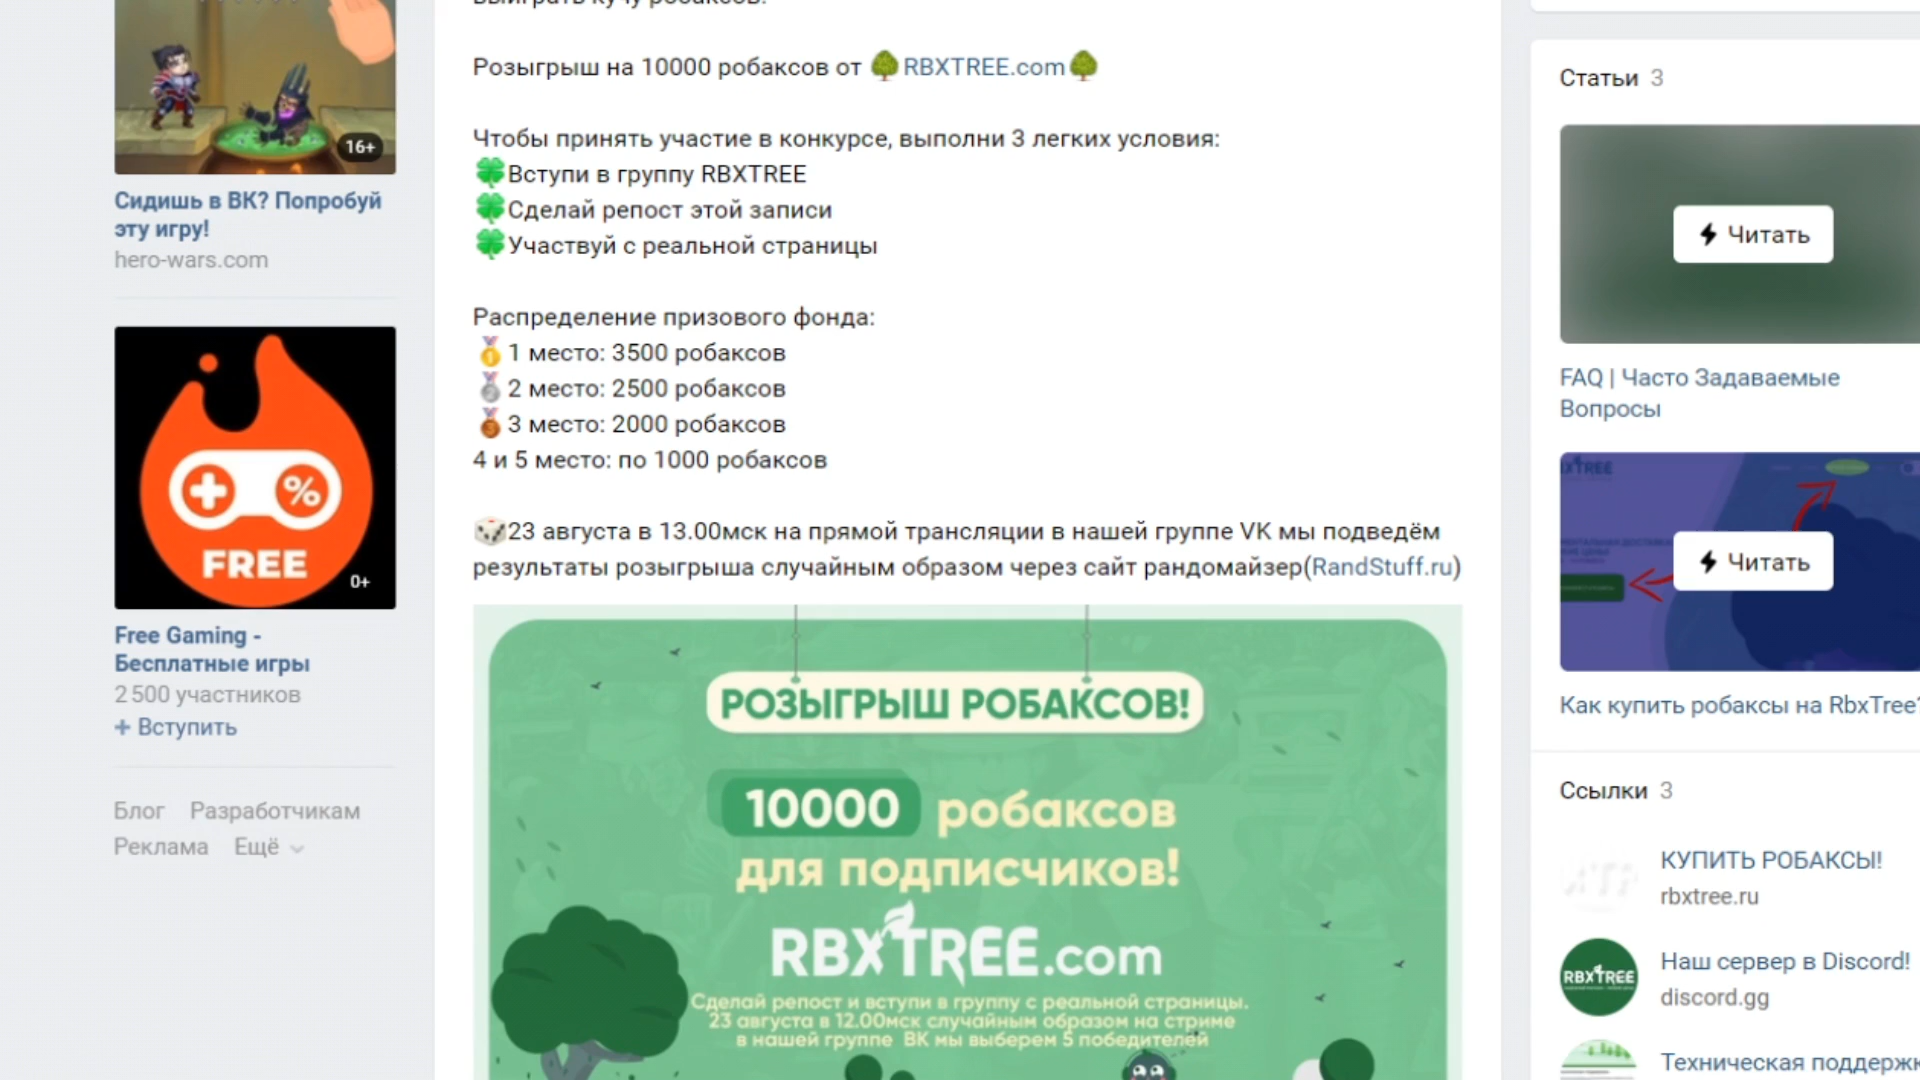 16+
Сидишь в ВК? Попробуй
эту игру!
hero-wars.com
FREE
0+
Free Gaming -
Бесплатные игры
2 500 участников
+ Вступить
Блог Разработчикам
Реклама Ещё
Выиграть кучу робаксов!
Розыгрыш на 10000 робаксов от 🌳RBXTREE.com🌳
Чтобы принять участие в конкурсе, выполни 3 легких условия:
🍀Вступи в группу RBXTREE
🍀Сделай репост этой записи
🍀Участвуй с реальной страницы
Распределение призового фонда:
🥇1 место: 3500 робаксов
🥈2 место: 2500 робаксов
🥉3 место: 2000 робаксов
4 и 5 место: по 1000 робаксов
🎲23 августа в 13.00мск на прямой трансляции в нашей группе VK мы подведём
результаты розыгрыша случайным образом через сайт рандомайзер(RandStuff.ru)
РОЗЫГРЫШ РОБАКСОВ!
10000 робаксов
для подписчиков!
RBXTREE.com
Сделай репост и вступи в группу с реальной страницы.
23 августа в 12.00мск случайным образом на стриме
в нашей группе ВК мы выберем 5 победителей
Статьи 3
Читать
FAQ | Часто Задаваемые
Вопросы
Читать
Как купить робаксы на RbxTree?
Ссылки 3
КУПИТЬ РОБАКСЫ!
rbxtree.ru
RBXTREE
Наш сервер в Discord!
discord.gg
Техническая поддержк